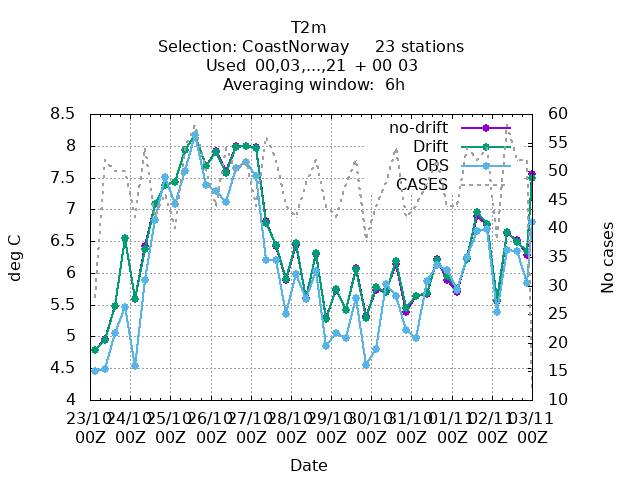 T2m
Selection: CoastNorway 23 stations
Used 00,03,...,21 + 00 03
Averaging window: 6h
no-drift
Drift
OBS
CASES
8.5
8
7.5
7
6.5
6
5.5
5
4.5
4
60
55
50
45
40
35
30
25
20
15
10
deg C
No cases
23/10 24/10 25/10 26/10 27/10 28/10 29/10 30/10 31/10 01/11 02/11 03/11
00Z 00Z 00Z 00Z 00Z 00Z 00Z 00Z 00Z 00Z 00Z 00Z
Date